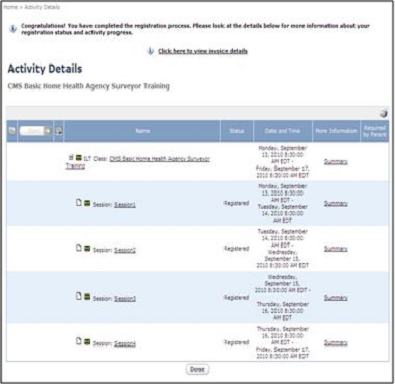 Home > Activity Details
Congratulations! You have completed the registration process. Please look at the details below for more information about your
registration status and activity progress.
Click here to view invoice details
Activity Details
CMS Basic Home Health Agency Surveyor Training
Name Status Date and Time More Information Required
by Parent
ILT Class: CMS Basic Home Health Agency Surveyor
Training
Monday, September
13, 2010 8:30:00
AM EDT -
Friday, September 17,
2010 8:30:00 AM EDT
Summary
Session: Session1
Registered
Monday, September
13, 2010 8:30:00
AM EDT -
Tuesday, September
14, 2010 8:30:00
AM EDT
Summary
Session: Session2
Registered
Tuesday, September
14, 2010 8:30:00
AM EDT -
Wednesday,
September 15,
2010 8:30:00 AM EDT
Summary
Session: Session3
Registered
Wednesday,
September 15,
2010 8:30:00 AM EDT -
Thursday, September
16, 2010 8:30:00
AM EDT
Summary
Session: Session4
Registered
Thursday, September
16, 2010 8:30:00
AM EDT -
Friday, September 17,
2010 8:30:00 AM EDT
Summary
Done